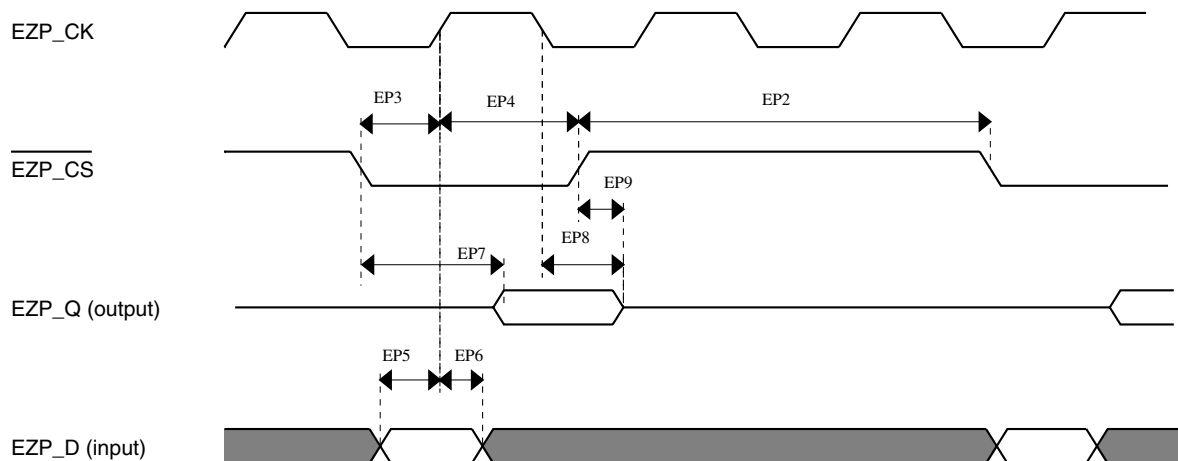 EZP_CK
EP3
EP4
EP2
EZP_CS
EP9
EP8
EP7
EZP_Q (output)
EP5
EP6
EZP_D (input)